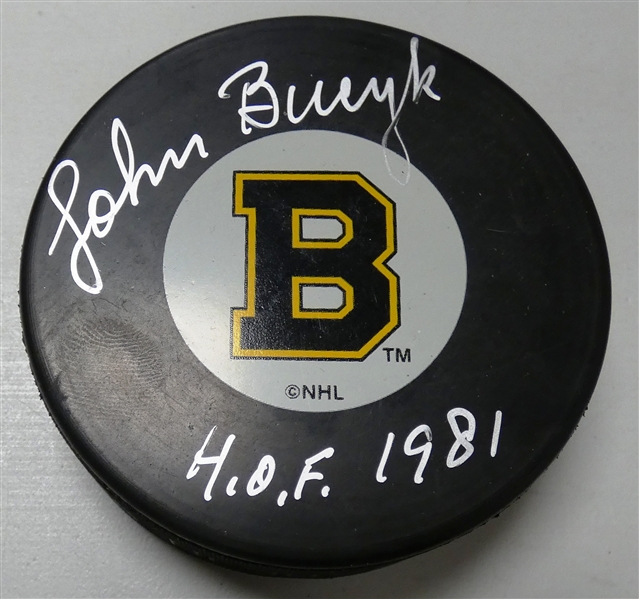 John Bucyk
B
TM
©NHL
H.O.F. 1981